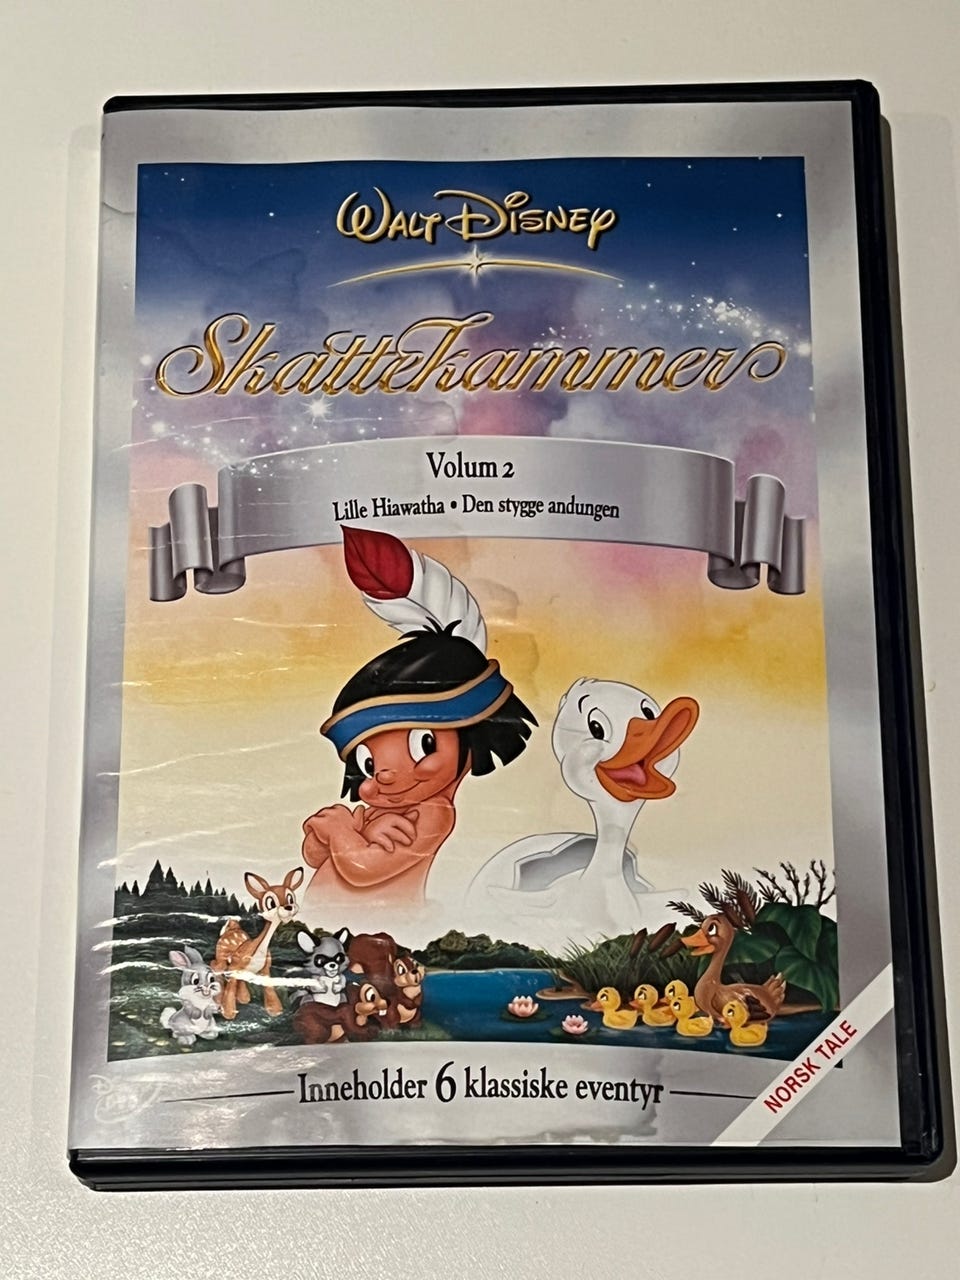 Walt Disney
Skattekammer
Volum 2
Lille Hiawatha • Den stygge andungen
Inneholder 6 klassiske eventyr
NORSK TALE